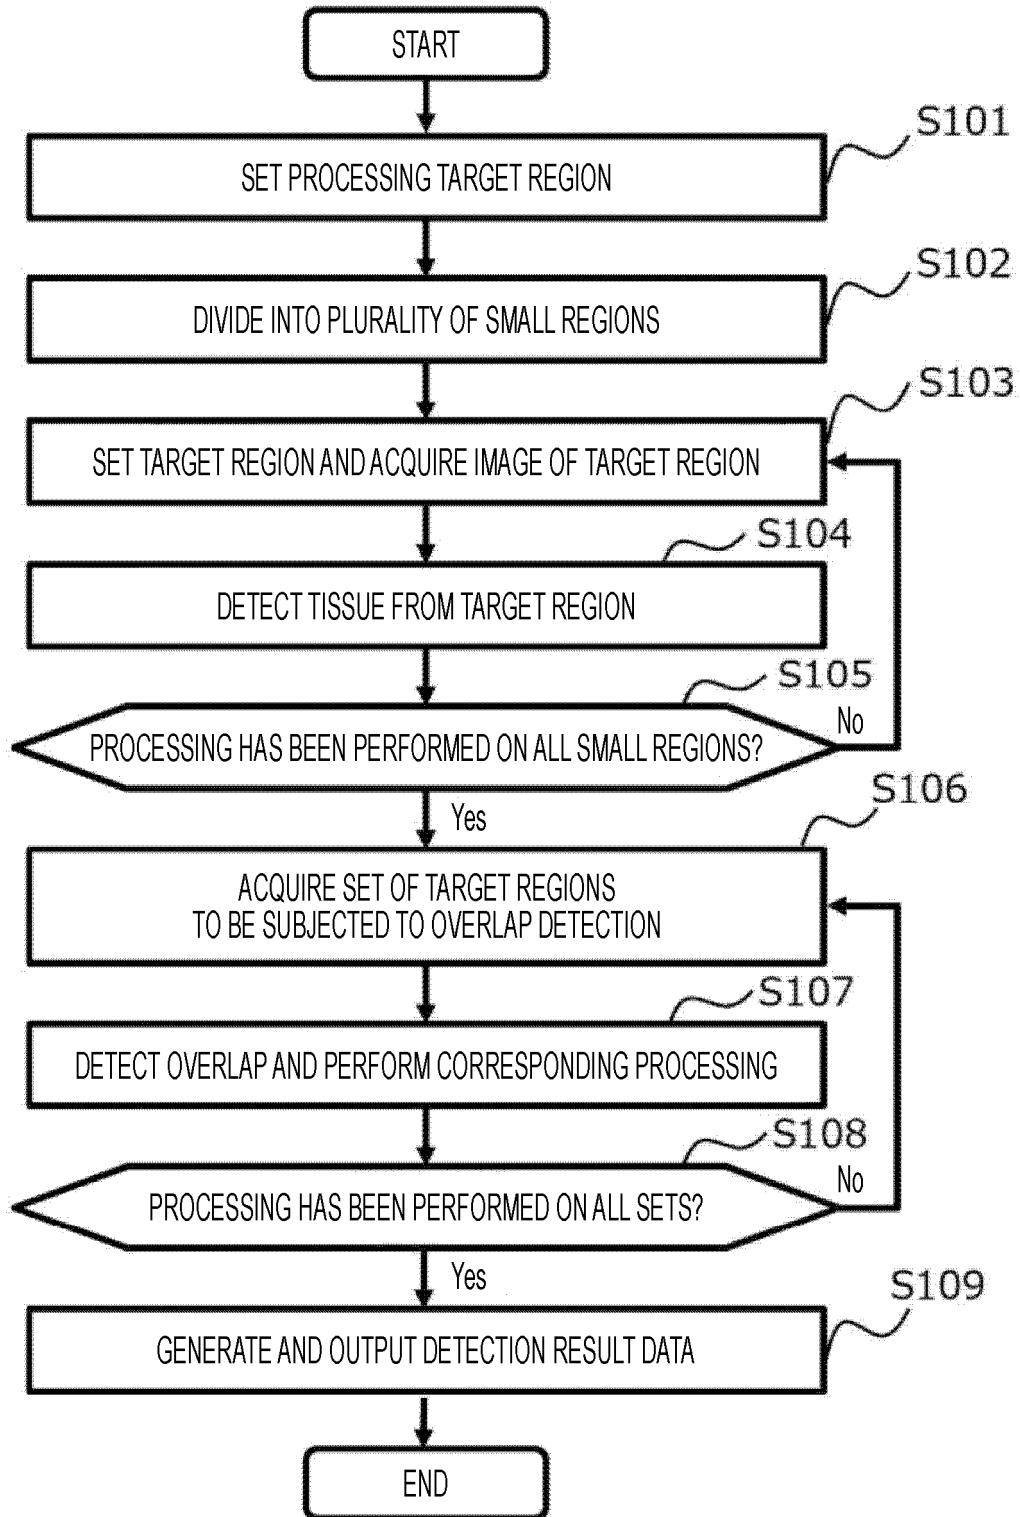 START
S101
SET PROCESSING TARGET REGION
S102
DIVIDE INTO PLURALITY OF SMALL REGIONS
S103
SET TARGET REGION AND ACQUIRE IMAGE OF TARGET REGION
S104
DETECT TISSUE FROM TARGET REGION
S105
PROCESSING HAS BEEN PERFORMED ON ALL SMALL REGIONS?
No
Yes
S106
ACQUIRE SET OF TARGET REGIONS
TO BE SUBJECTED TO OVERLAP DETECTION
S107
DETECT OVERLAP AND PERFORM CORRESPONDING PROCESSING
S108
PROCESSING HAS BEEN PERFORMED ON ALL SETS?
No
Yes
S109
GENERATE AND OUTPUT DETECTION RESULT DATA
END